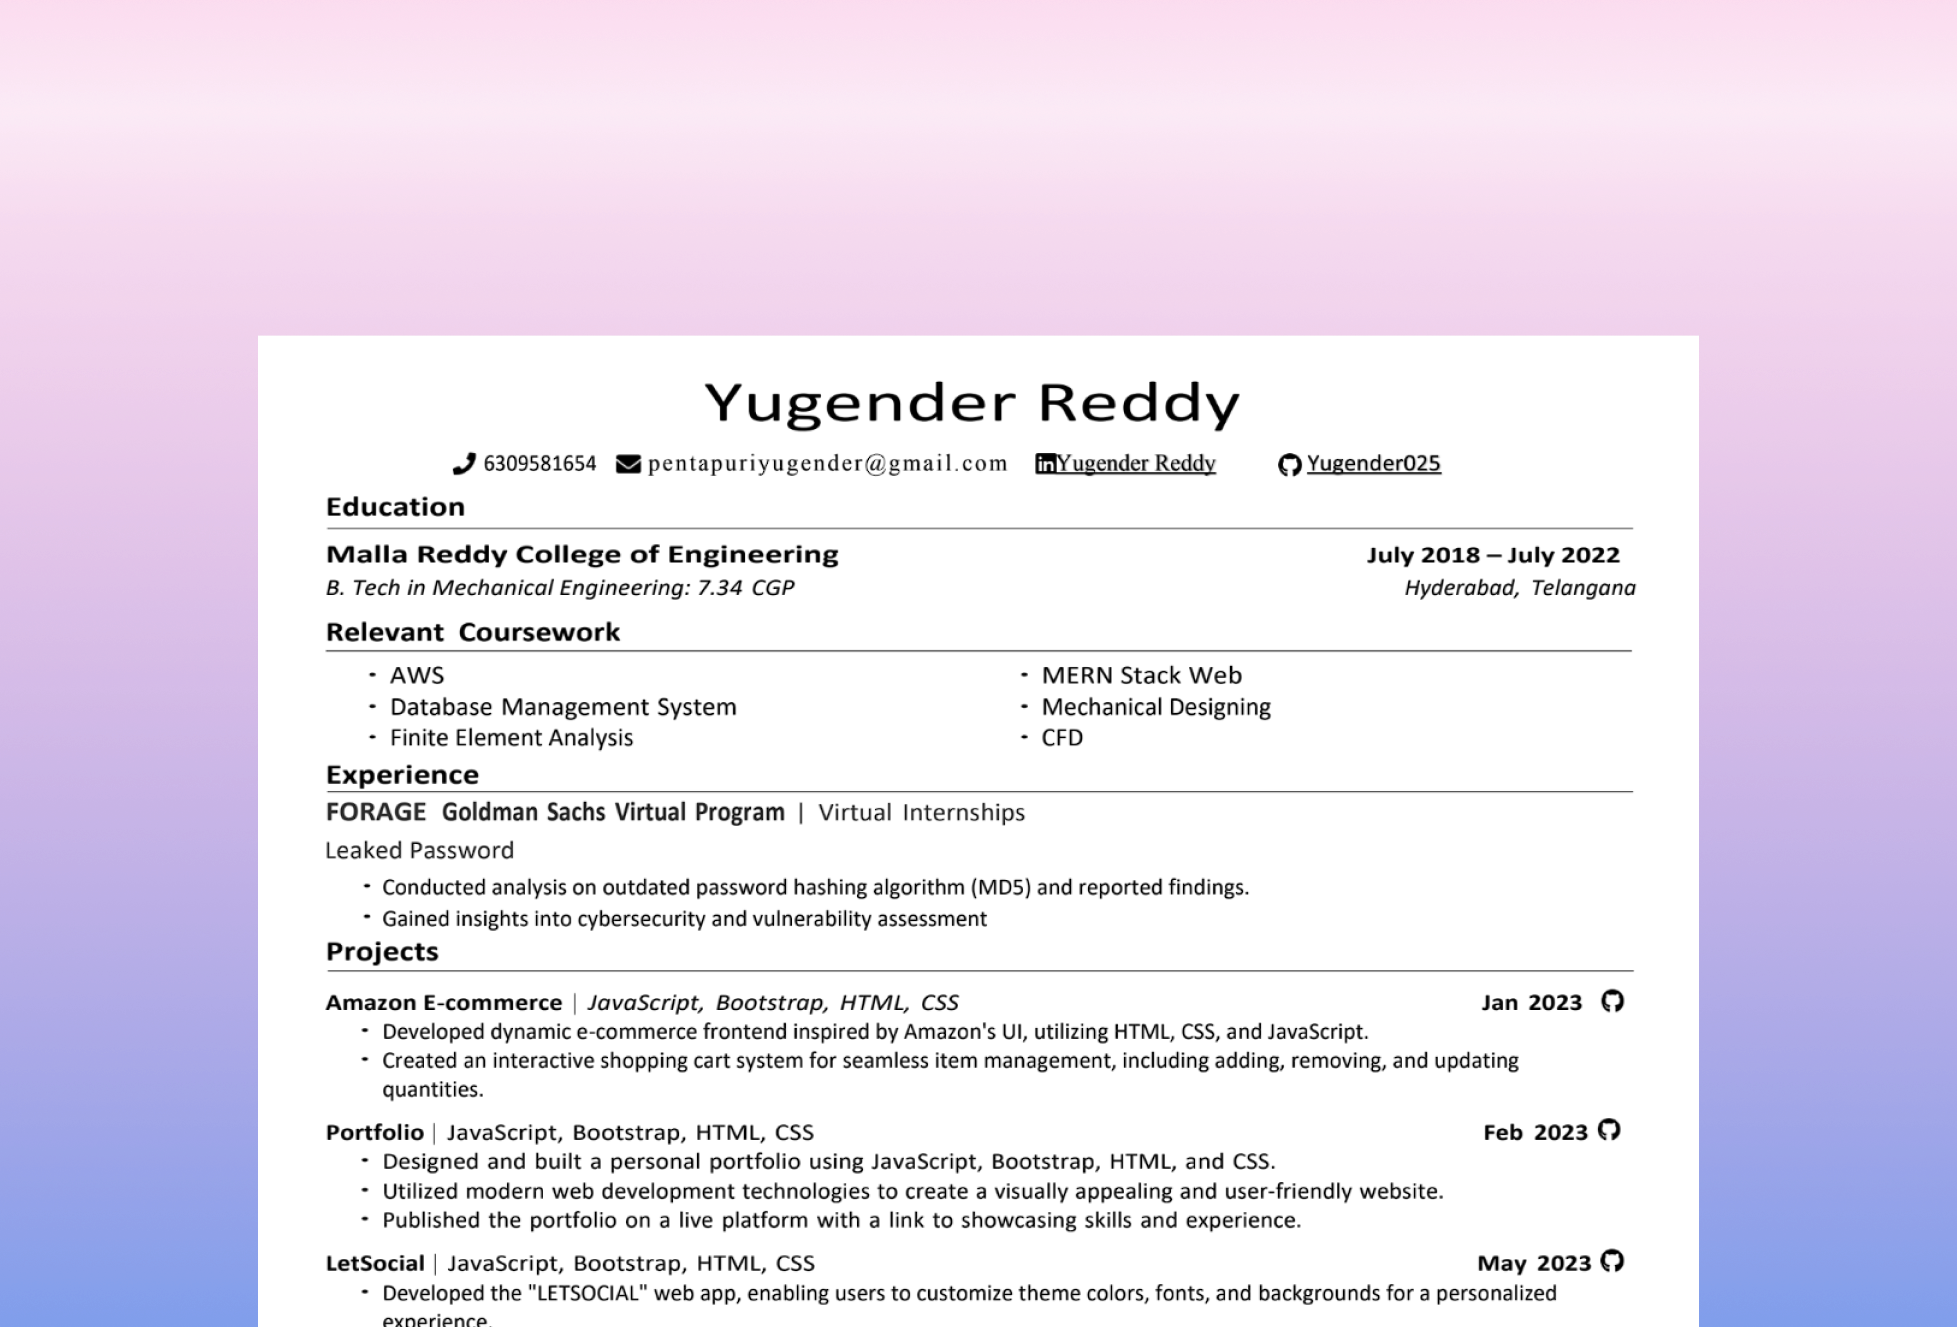 Yugender Reddy
6309581654 pentapuriyugender@gmail.com inYugender Reddy Yugender025
Education
Malla Reddy College of Engineering July 2018 – July 2022
B. Tech in Mechanical Engineering: 7.34 CGP Hyderabad, Telangana
Relevant Coursework
- AWS - MERN Stack Web
- Database Management System - Mechanical Designing
- Finite Element Analysis - CFD
Experience
FORAGE Goldman Sachs Virtual Program | Virtual Internships
Leaked Password
- Conducted analysis on outdated password hashing algorithm (MD5) and reported findings.
- Gained insights into cybersecurity and vulnerability assessment
Projects
Amazon E-commerce | JavaScript, Bootstrap, HTML, CSS Jan 2023
- Developed dynamic e-commerce frontend inspired by Amazon's UI, utilizing HTML, CSS, and JavaScript.
- Created an interactive shopping cart system for seamless item management, including adding, removing, and updating
quantities.
Portfolio | JavaScript, Bootstrap, HTML, CSS Feb 2023
- Designed and built a personal portfolio using JavaScript, Bootstrap, HTML, and CSS.
- Utilized modern web development technologies to create a visually appealing and user-friendly website.
- Published the portfolio on a live platform with a link to showcasing skills and experience.
LetSocial | JavaScript, Bootstrap, HTML, CSS May 2023
- Developed the "LETSOCIAL" web app, enabling users to customize theme colors, fonts, and backgrounds for a personalized
experience.